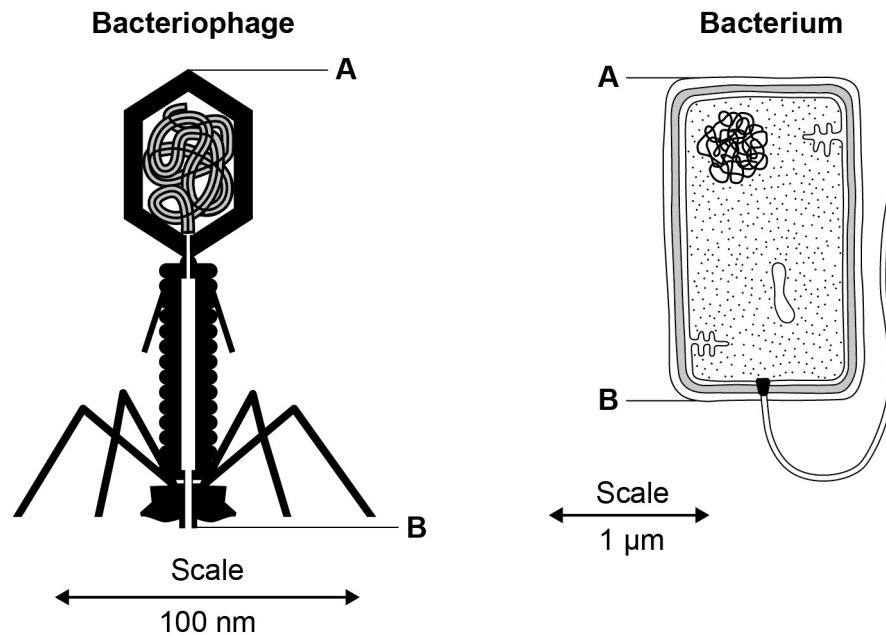 Bacteriophage
A
B
Scale
100 nm
Bacterium
A
B
Scale
1 µm